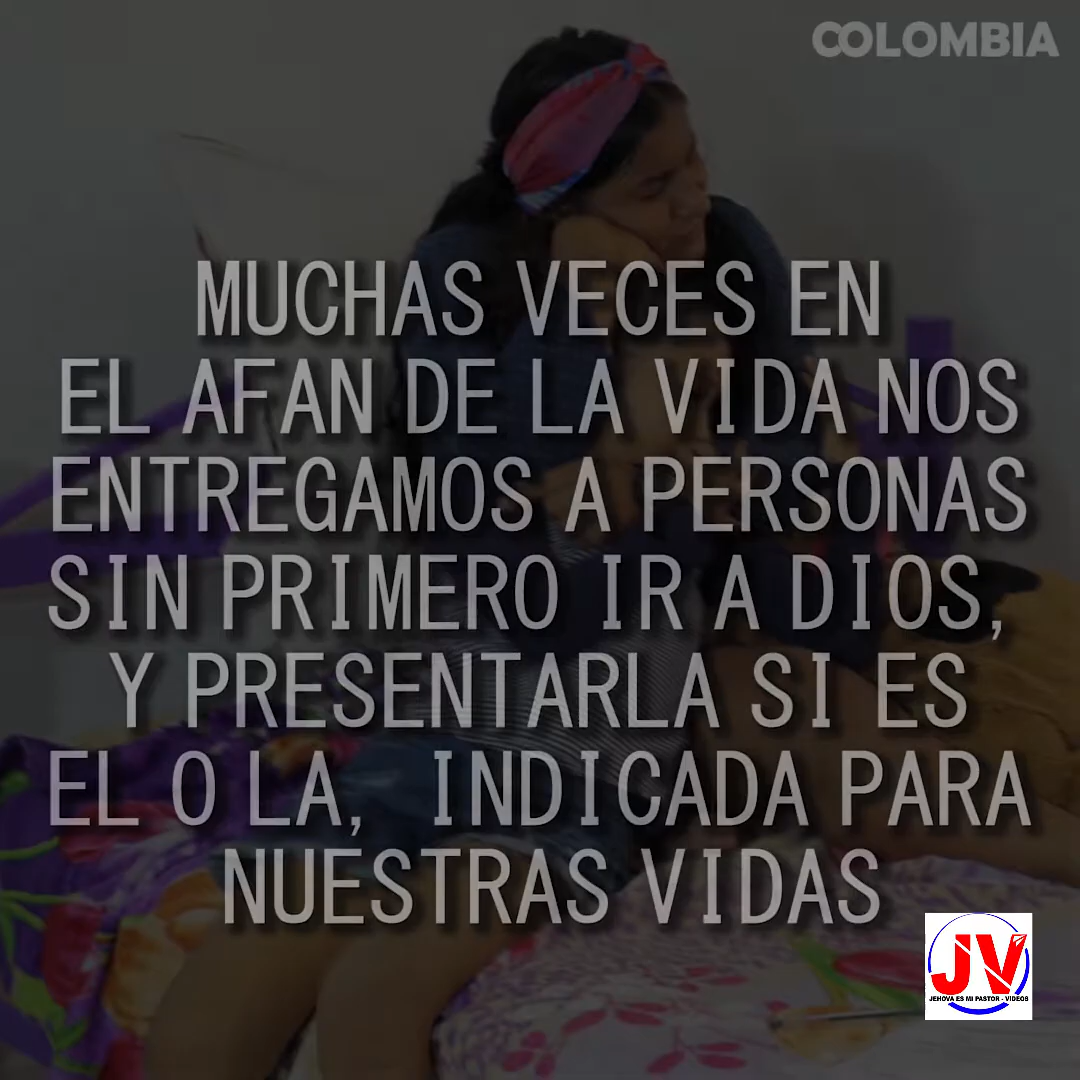 COLOMBIA
MUCHAS VECES EN
EL AFAN DE LA VIDA NOS
ENTREGAMOS A PERSONAS
SIN PRIMERO IR A DIOS,
Y PRESENTARLA SI ES
EL O LA, INDICADA PARA
NUESTRAS VIDAS
JV
JEHOVA ES MI PASTOR - VIDEOS